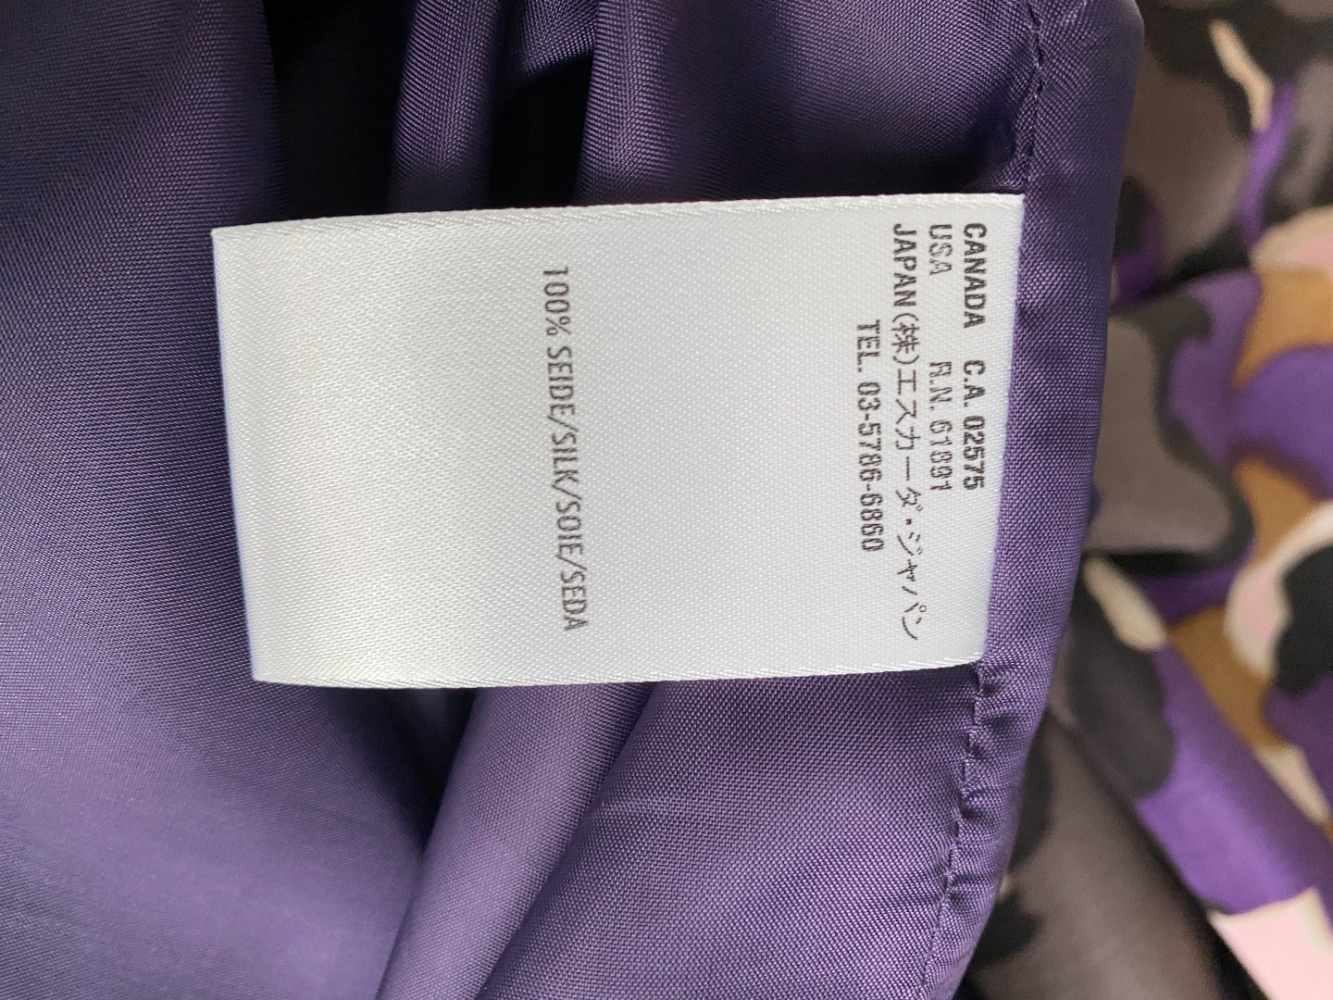 CANADA C.A. 02575
USA R.N. 61891
JAPAN (株)エスカーダ・ジャパン
TEL. 03-5786-6860
100% SEIDE/SILK/SOIE/SEDA